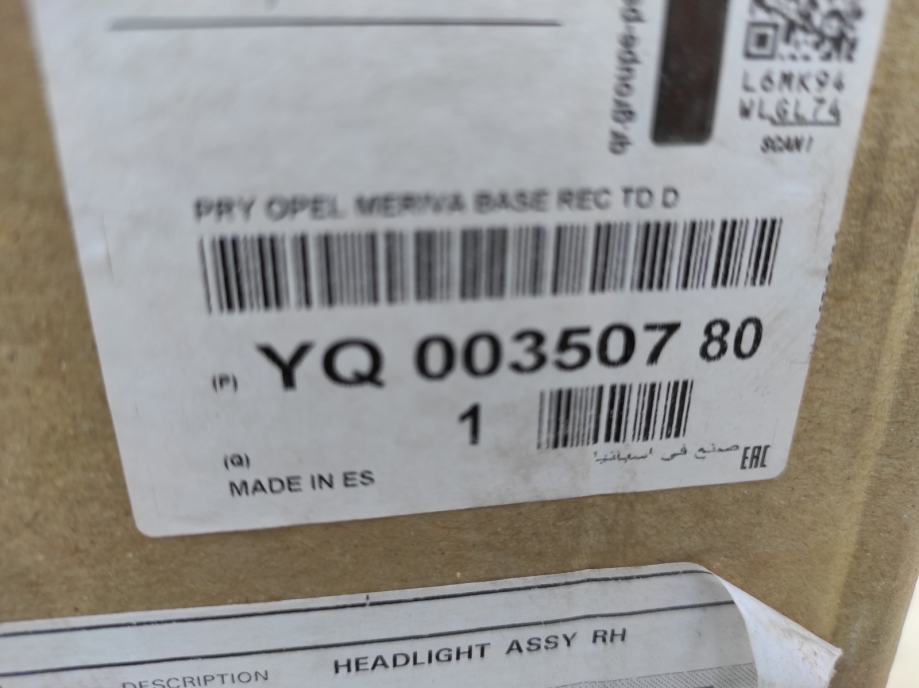 L6MK94
WLGL74
SCAN!
PRY OPEL MERIVA BASE REC TD D
(P) YQ 003507 80
1
(Q)
صنع في اسبانيا
EAC
MADE IN ES
DESCRIPTION HEADLIGHT ASSY RH